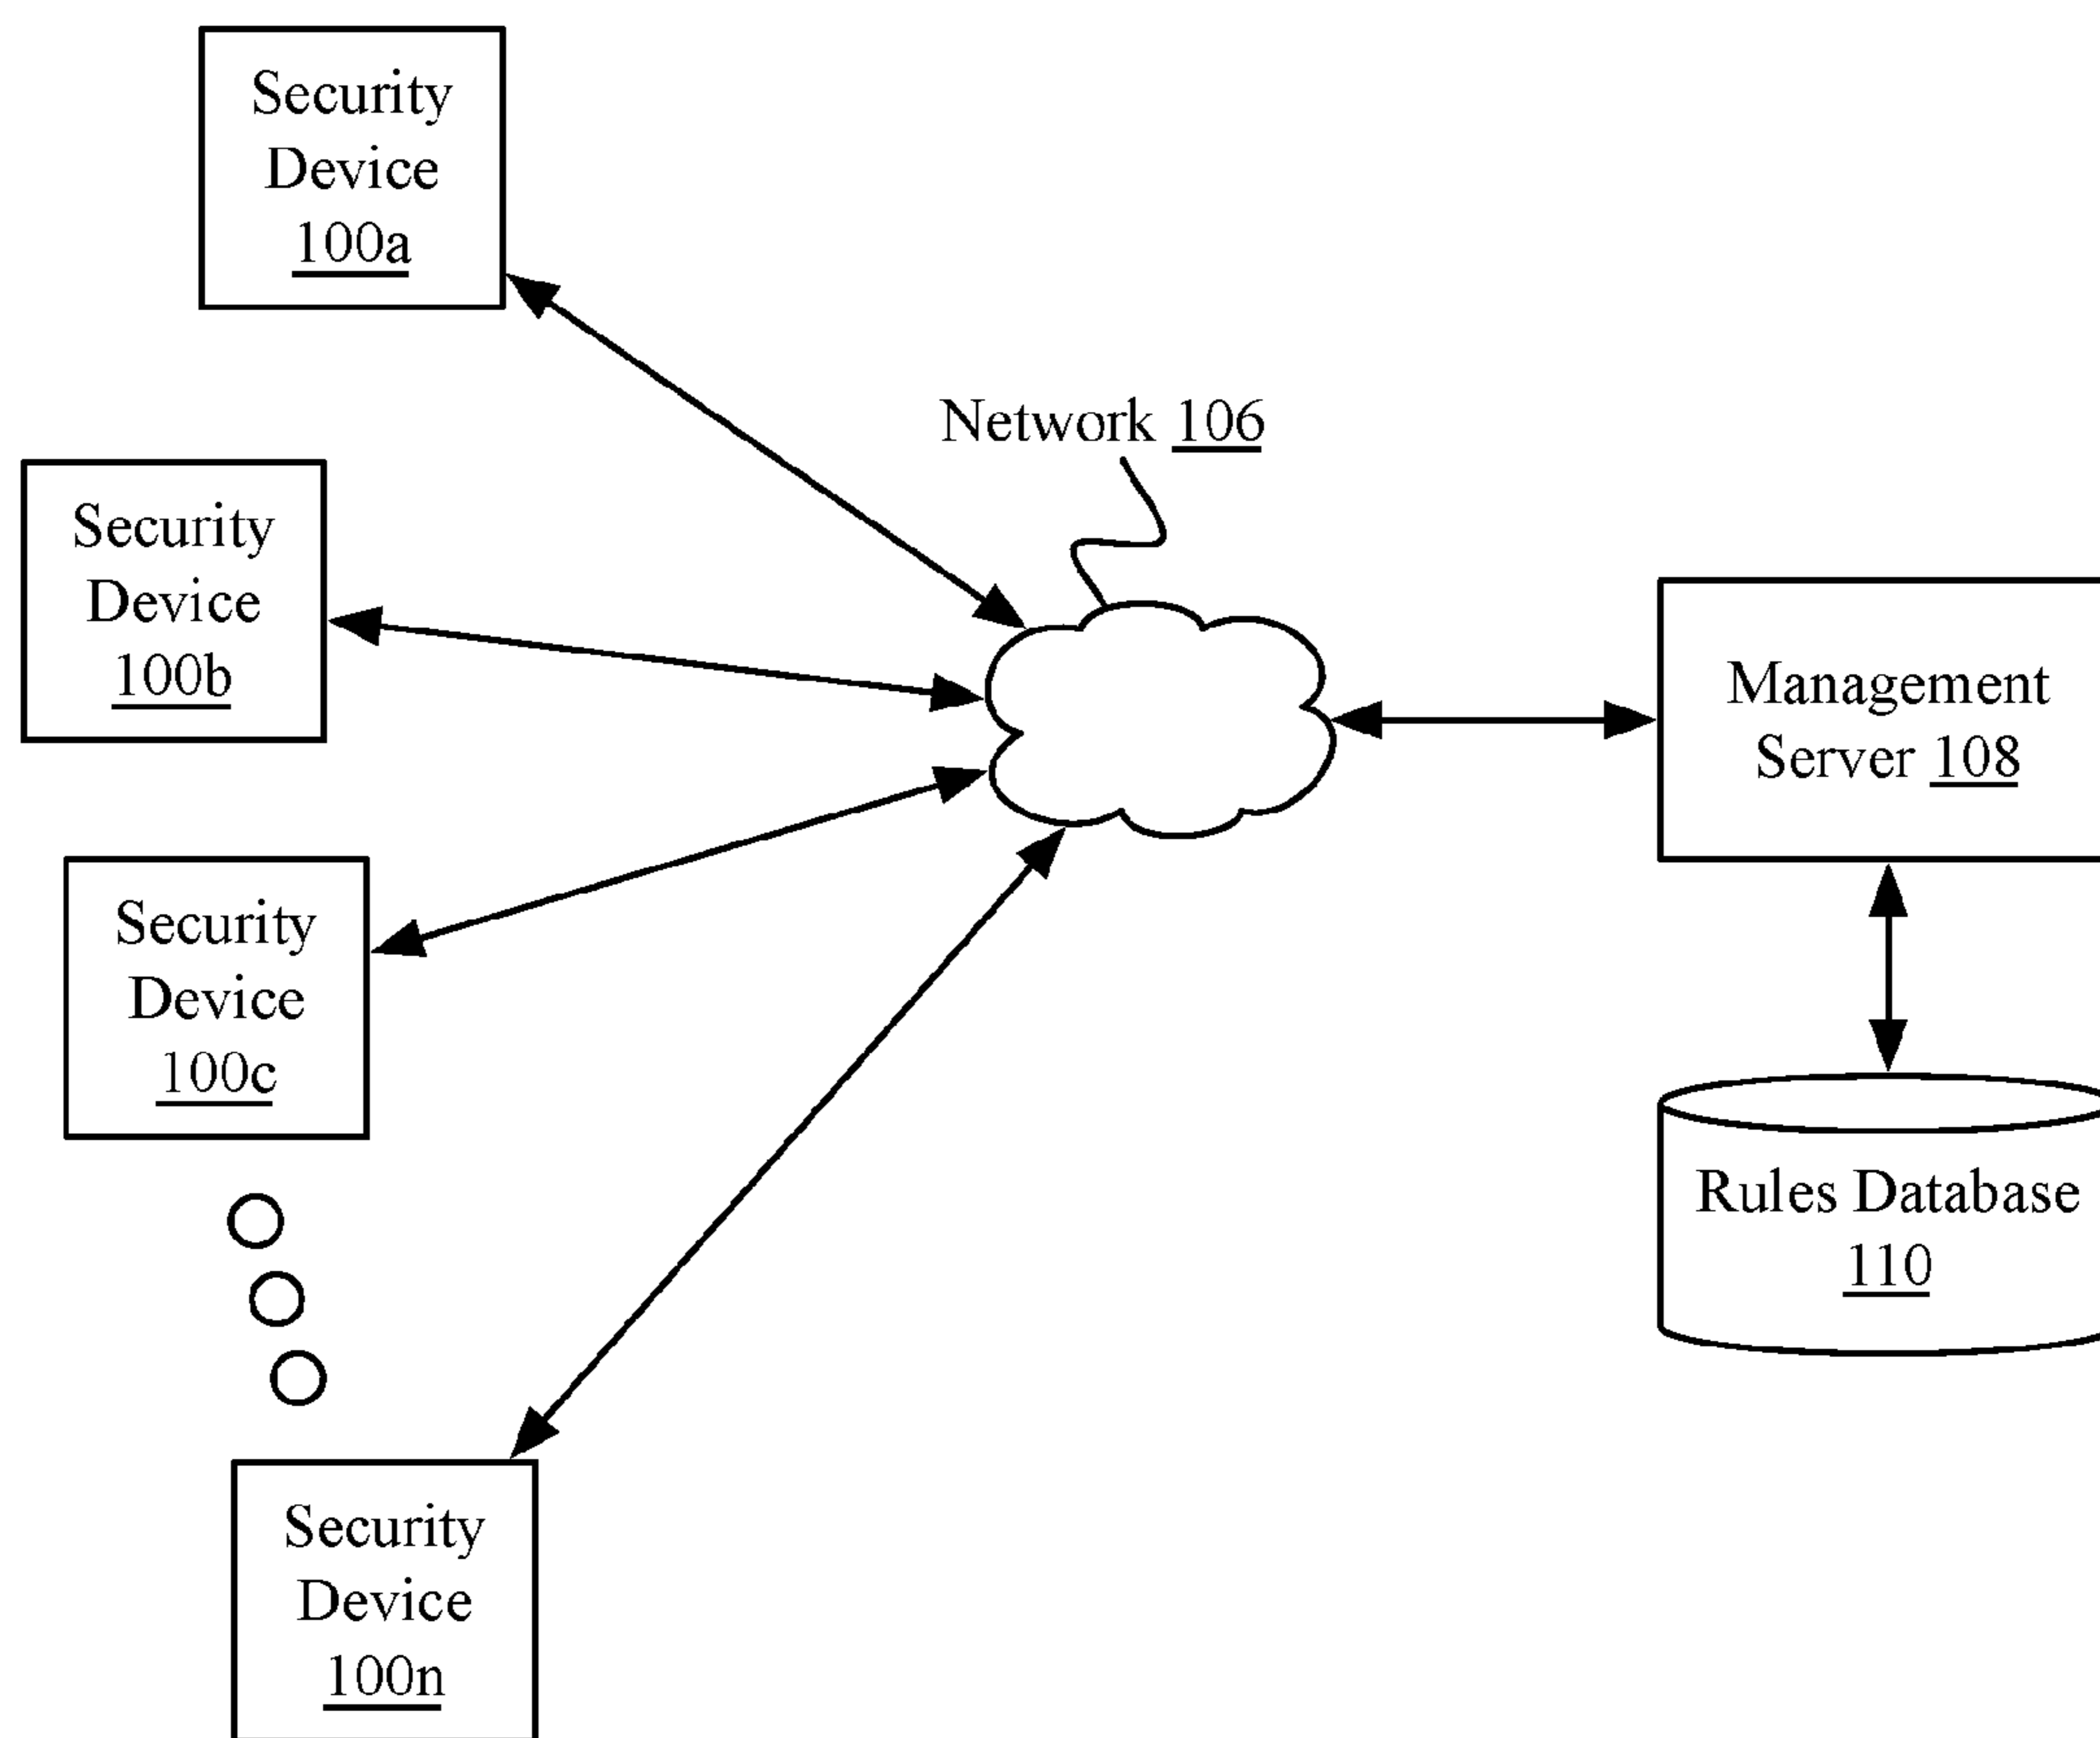 Security
Device
100a
Network 106
Security
Device
100b
Management
Server 108
Security
Device
100c
Rules Database
110
Security
Device
100n